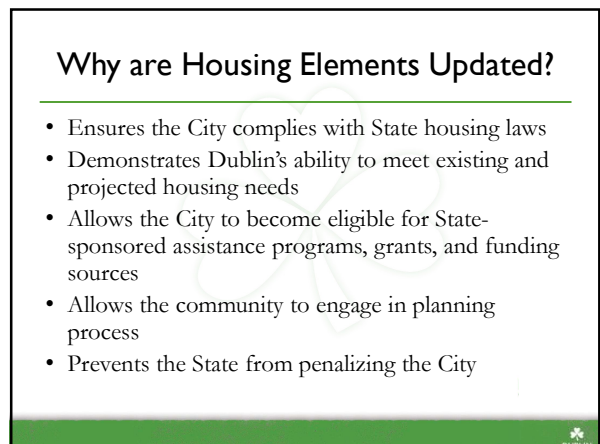 Why are Housing Elements Updated?
• Ensures the City complies with State housing laws
• Demonstrates Dublin's ability to meet existing and
projected housing needs
• Allows the City to become eligible for State-
sponsored assistance programs, grants, and funding
sources
• Allows the community to engage in planning
process
• Prevents the State from penalizing the City